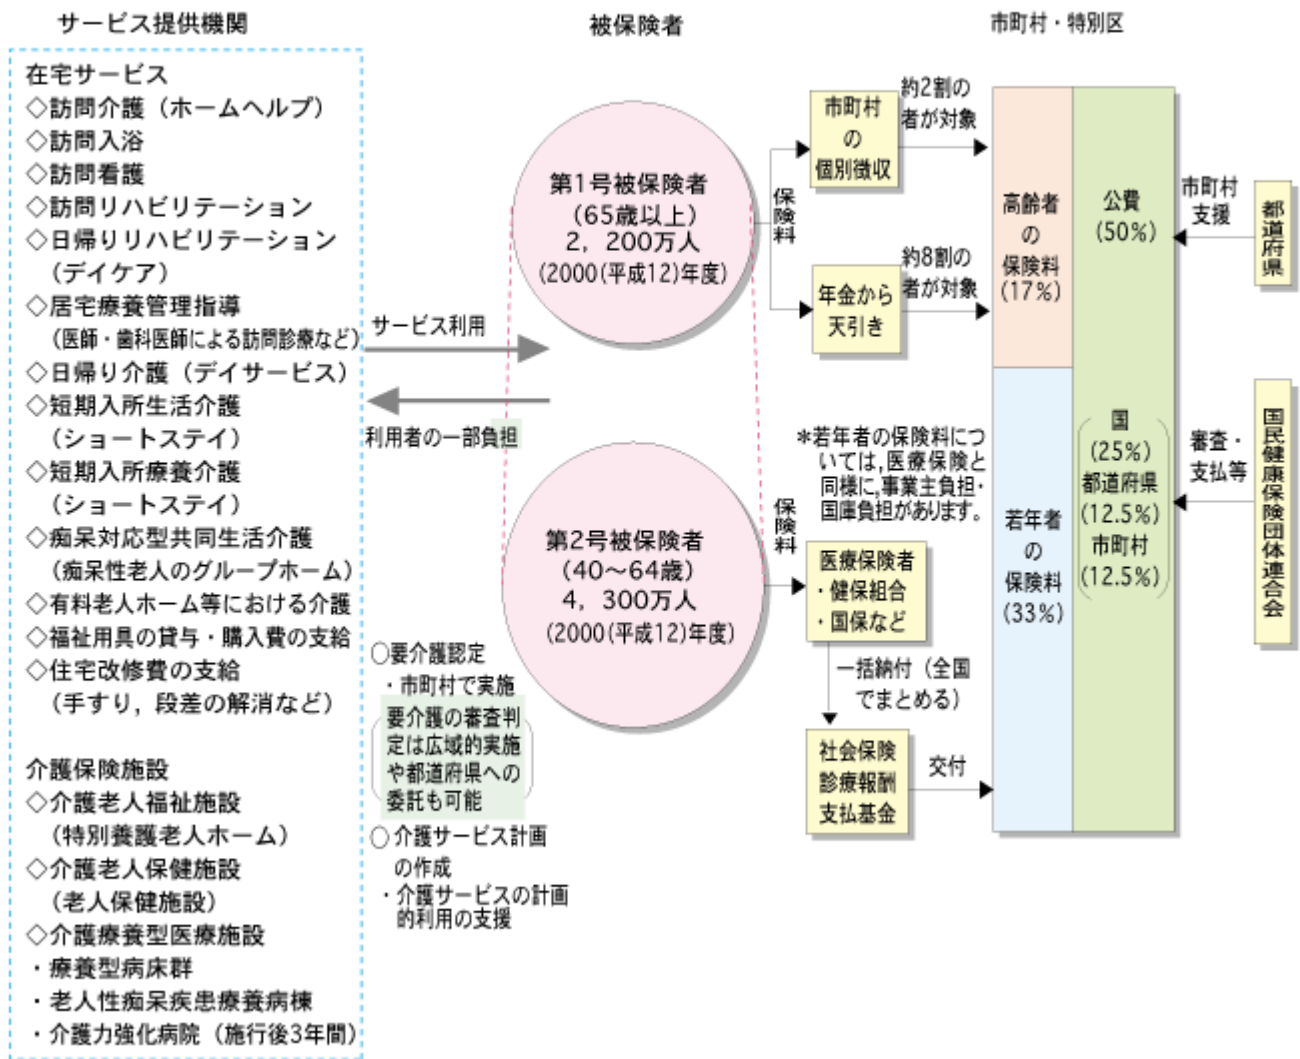 サービス提供機関
在宅サービス
◇訪問介護（ホームヘルプ）
◇訪問入浴
◇訪問看護
◇訪問リハビリテーション
◇日帰りリハビリテーション
（デイケア）
◇居宅療養管理指導
（医師・歯科医師による訪問診療など）
◇日帰り介護（デイサービス）
◇短期入所生活介護
（ショートステイ）
◇短期入所療養介護
（ショートステイ）
◇痴呆対応型共同生活介護
（痴呆性老人のグループホーム）
◇有料老人ホーム等における介護
◇福祉用具の貸与・購入費の支給
◇住宅改修費の支給
（手すり，段差の解消など）
介護保険施設
◇介護老人福祉施設
（特別養護老人ホーム）
◇介護老人保健施設
（老人保健施設）
◇介護療養型医療施設
・療養型病床群
・老人性痴呆疾患療養病棟
・介護力強化病院（施行後3年間）
サービス利用
利用者の一部負担
○要介護認定
・市町村で実施
要介護の審査判
定は広域的実施
や都道府県への
委託も可能
○介護サービス計画
の作成
・介護サービスの計画
的利用の支援
被保険者
第1号被保険者
（65歳以上）
2，200万人
(2000(平成12)年度)
第2号被保険者
（40～64歳）
4，300万人
(2000(平成12)年度)
保険料
市町村
の
個別徴収
約2割の
者が対象
年金から
天引き
約8割の
者が対象
＊若年者の保険料につ
いては,医療保険と
同様に,事業主負担・
国庫負担があります。
保険料
医療保険者
・健保組合
・国保など
一括納付（全国
でまとめる）
社会保険
診療報酬
支払基金
交付
市町村・特別区
高齢者
の
保険料
(17%)
若年者
の
保険料
(33%)
公費
(50%)
国
(25%)
都道府県
(12.5%)
市町村
(12.5%)
市町村
支援
都道府県
審査・
支払等
国民健康保険団体連合会